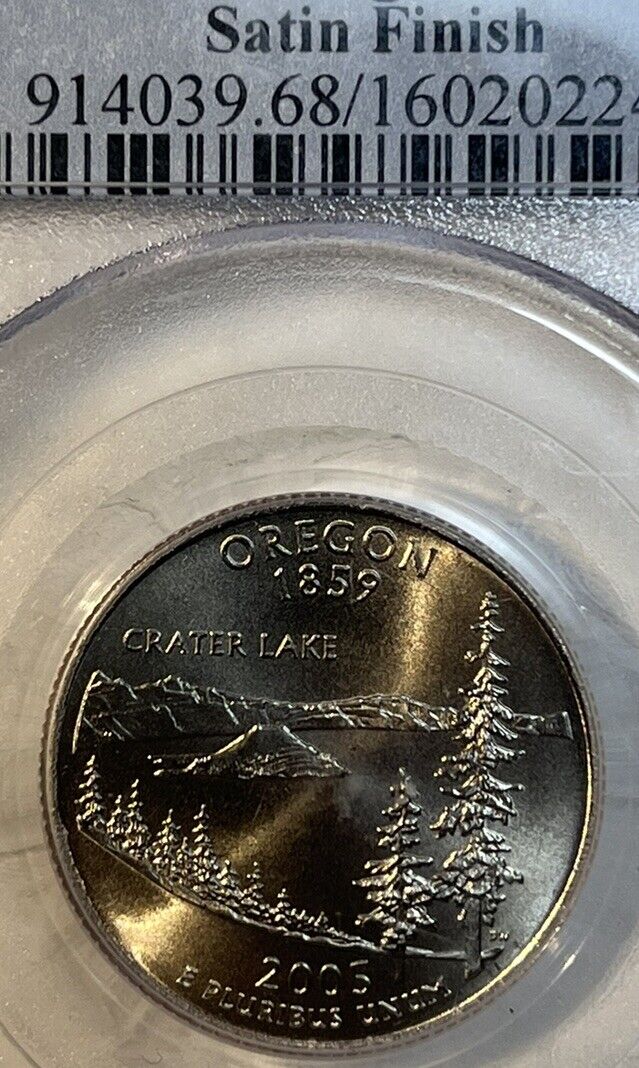 Satin Finish
914039.68/1602022
OREGON
1859
CRATER LAKE
2005
E PLURIBUS UNUM